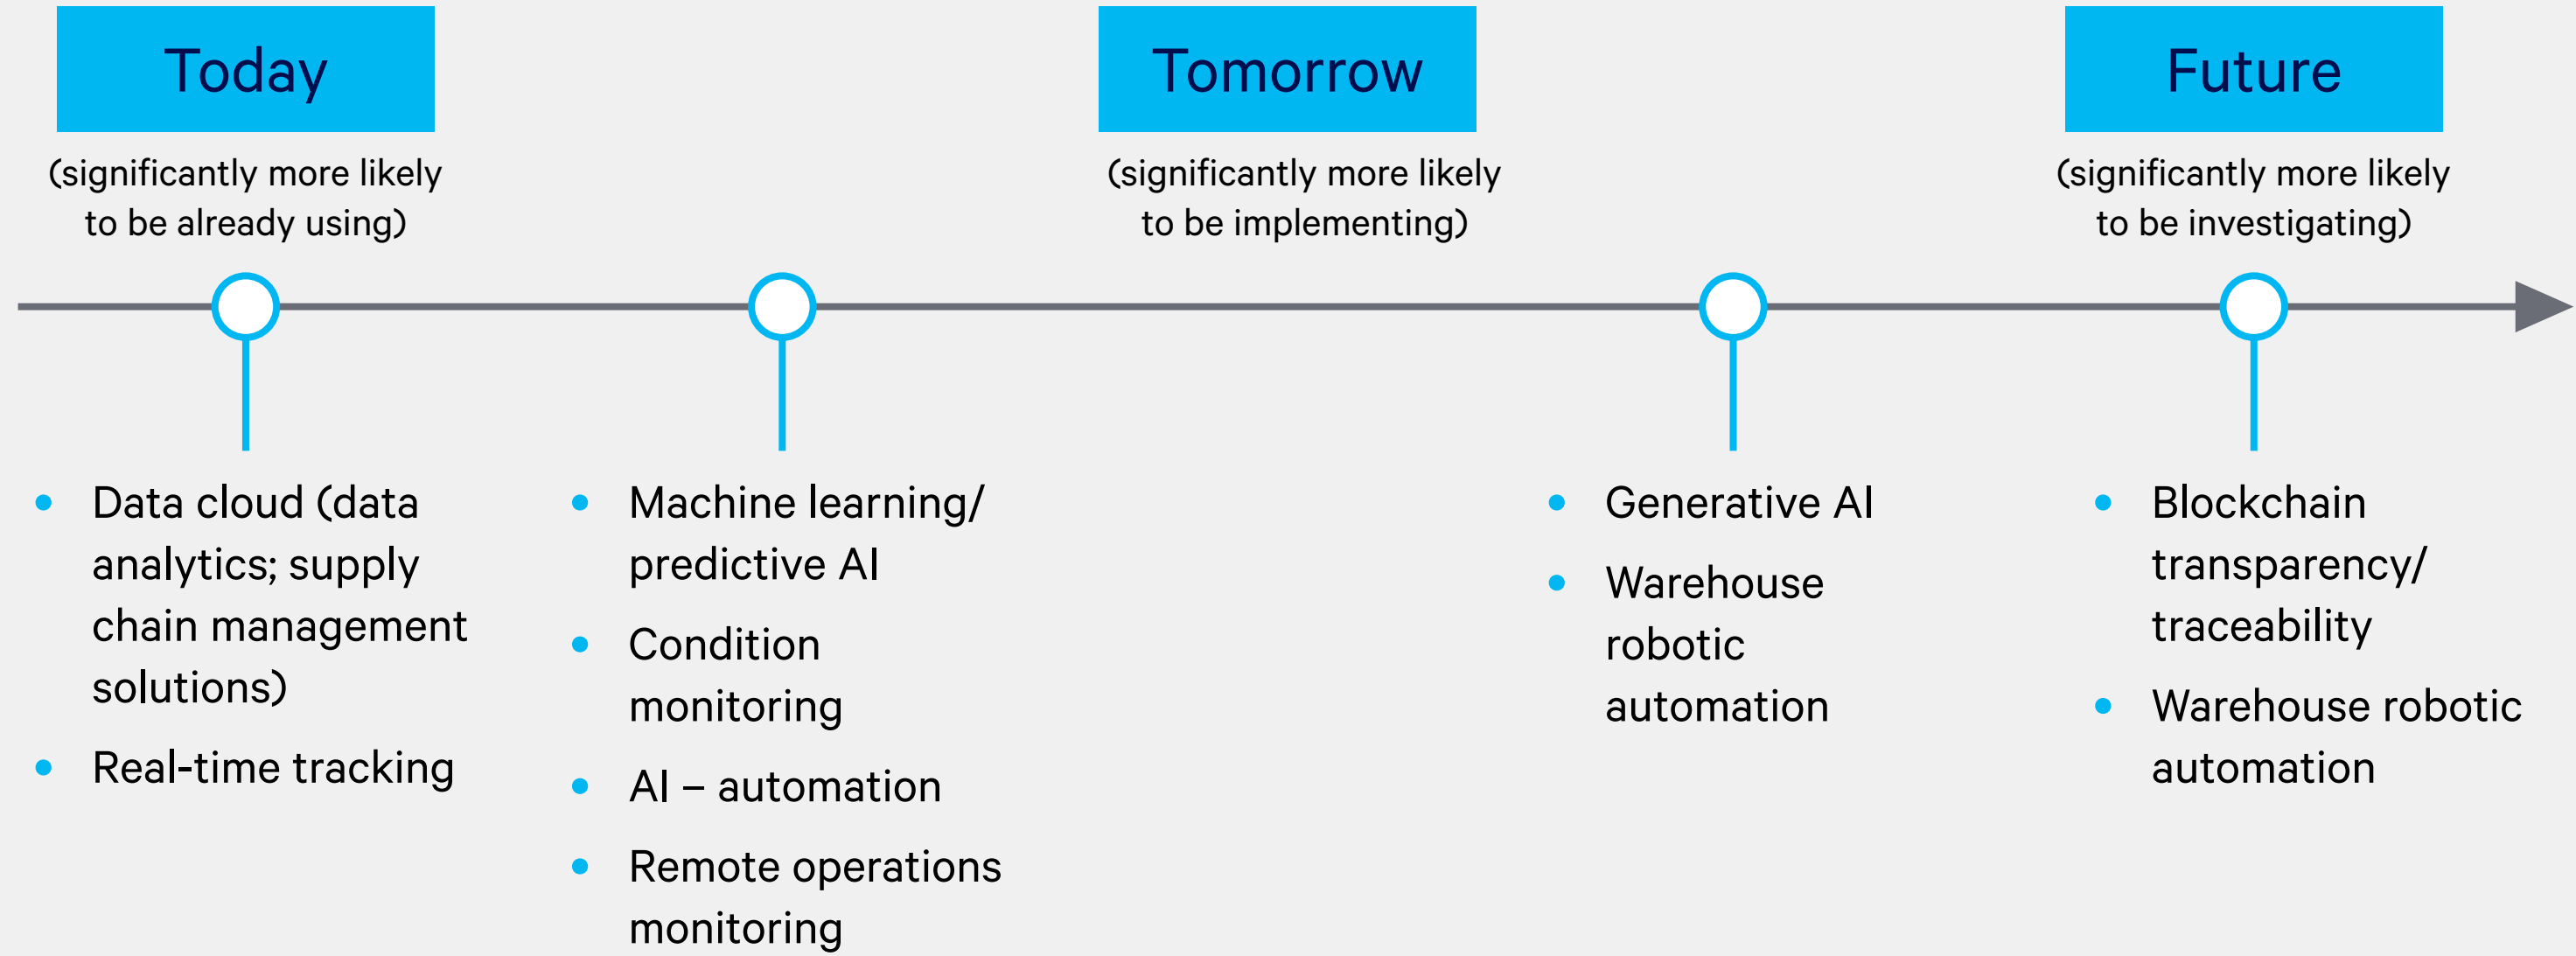 Today
(significantly more likely
to be already using)
Tomorrow
(significantly more likely
to be implementing)
Future
(significantly more likely
to be investigating)
• Data cloud (data
analytics; supply
chain management
solutions)
• Real-time tracking
• Machine learning/
predictive AI
• Condition
monitoring
• AI – automation
• Remote operations
monitoring
• Generative AI
• Warehouse
robotic
automation
• Blockchain
transparency/
traceability
• Warehouse robotic
automation